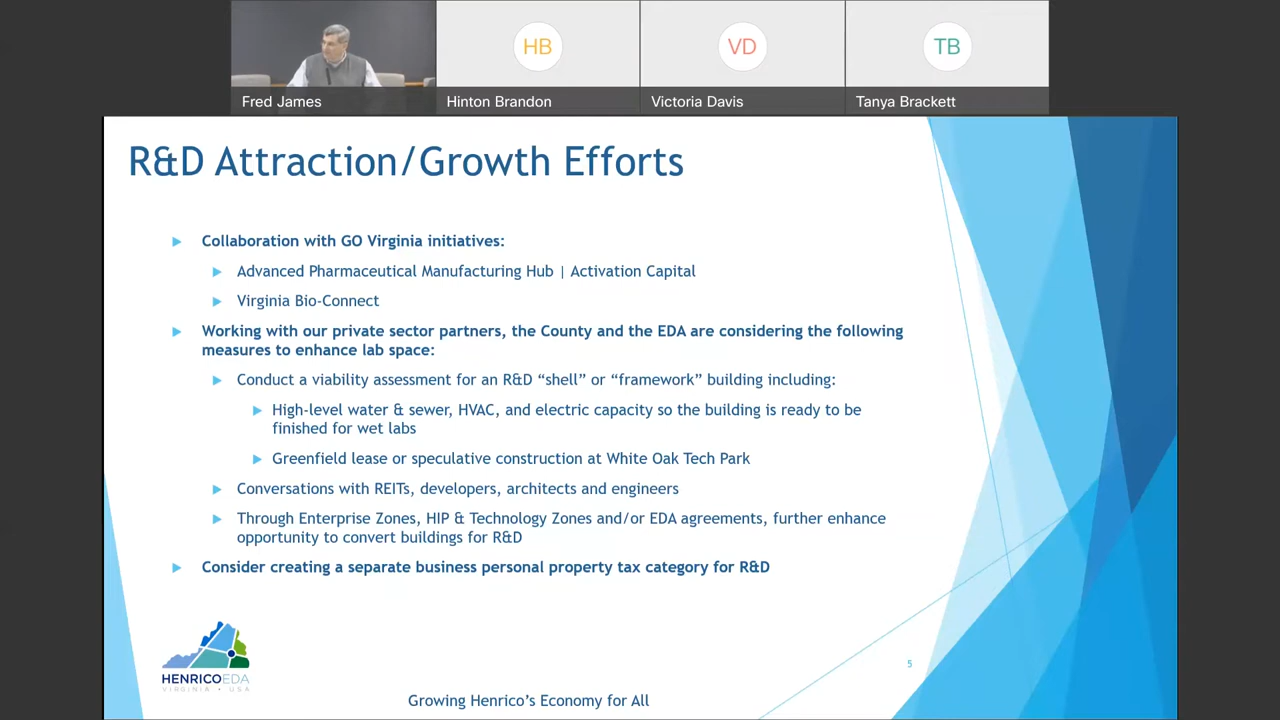 HB
VD
TB
Fred James
Hinton Brandon
Victoria Davis
Tanya Brackett
R&D Attraction/Growth Efforts
Collaboration with GO Virginia initiatives:
Advanced Pharmaceutical Manufacturing Hub | Activation Capital
Virginia Bio-Connect
Working with our private sector partners, the County and the EDA are considering the following
measures to enhance lab space:
Conduct a viability assessment for an R&D “shell” or “framework” building including:
High-level water & sewer, HVAC, and electric capacity so the building is ready to be
finished for wet labs
Greenfield lease or speculative construction at White Oak Tech Park
Conversations with REITs, developers, architects and engineers
Through Enterprise Zones, HIP & Technology Zones and/or EDA agreements, further enhance
opportunity to convert buildings for R&D
Consider creating a separate business personal property tax category for R&D
5
HENRICOEDA
VIRGINIA • USA
Growing Henrico’s Economy for All